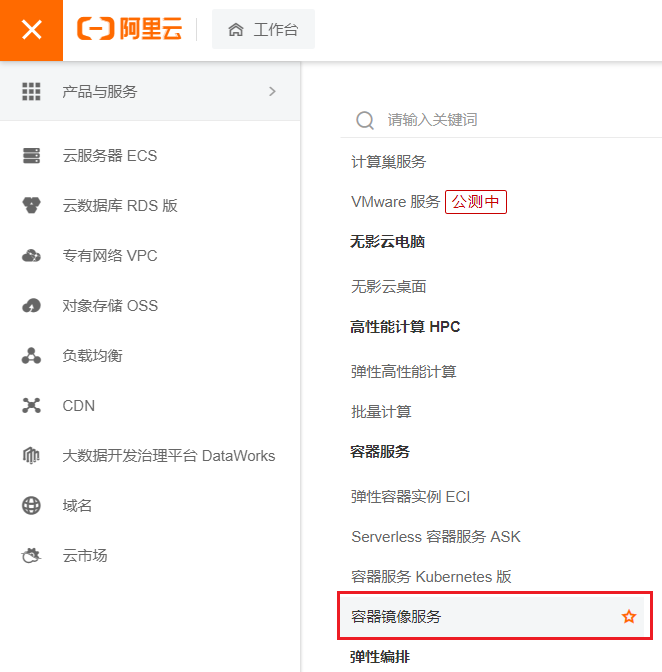 阿里云
工作台
产品与服务
云服务器 ECS
云数据库 RDS 版
专有网络 VPC
对象存储 OSS
负载均衡
CDN
大数据开发治理平台 DataWorks
域名
云市场
请输入关键词
计算巢服务
VMware 服务 公测中
无影云电脑
无影云桌面
高性能计算 HPC
弹性高性能计算
批量计算
容器服务
弹性容器实例 ECI
Serverless 容器服务 ASK
容器服务 Kubernetes 版
容器镜像服务
弹性编排